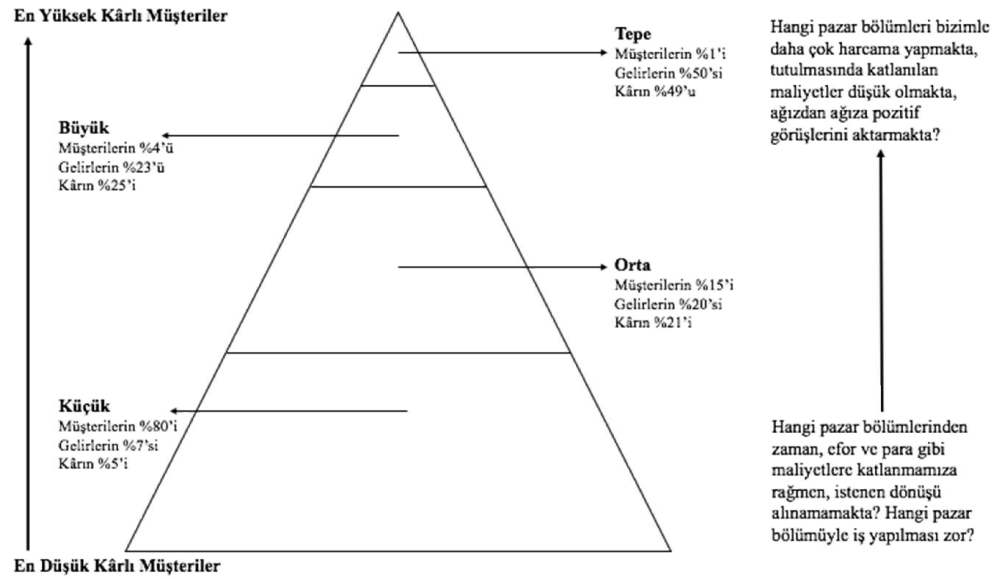 En Yüksek Kârlı Müşteriler
Tepe
Müşterilerin %1'i
Gelirlerin %50'si
Kârın %49'u
Hangi pazar bölümleri bizimle
daha çok harcama yapmakta,
tutulmasında katlanılan
maliyetler düşük olmakta,
ağızdan ağıza pozitif
görüşlerini aktarmakta?
Büyük
Müşterilerin %4'ü
Gelirlerin %23'ü
Kârın %25'i
Orta
Müşterilerin %15'i
Gelirlerin %20'si
Kârın %21'i
Küçük
Müşterilerin %80'i
Gelirlerin %7'si
Kârın %5'i
Hangi pazar bölümlerinden
zaman, efor ve para gibi
maliyetlere katlanmamıza
rağmen, istenen dönüşü
alınamamakta? Hangi pazar
bölümüyle iş yapılması zor?
En Düşük Kârlı Müşteriler